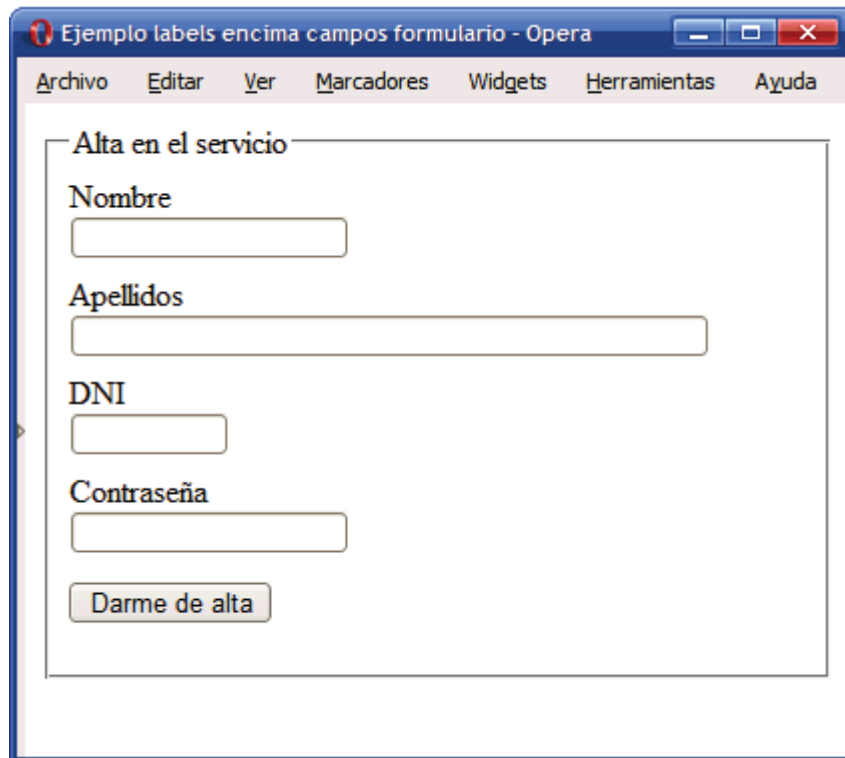 Ejemplo labels encima campos formulario - Opera
Archivo Editar Ver Marcadores Widgets Herramientas Ayuda
Alta en el servicio
Nombre
Apellidos
DNI
Contraseña
Darme de alta